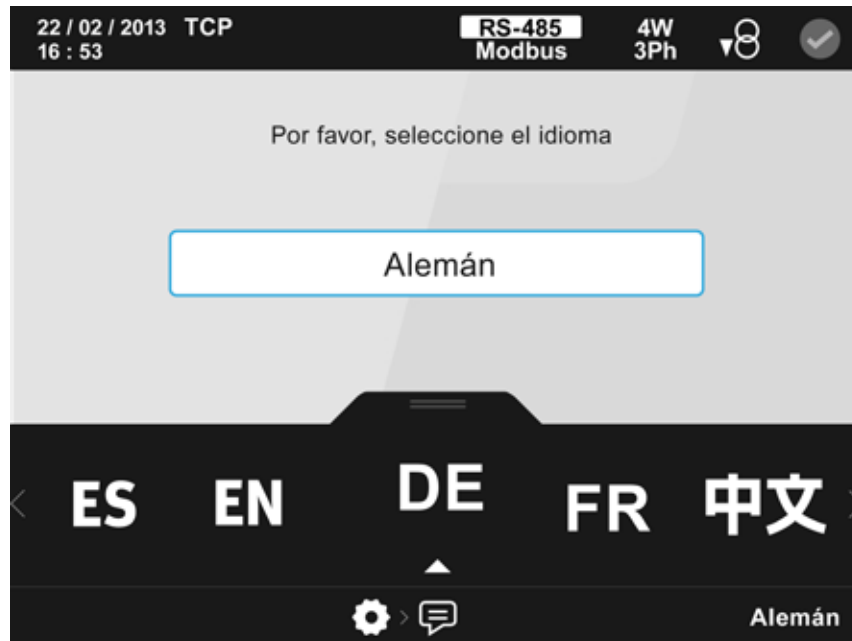 22 / 02 / 2013 TCP RS-485 4W
16 : 53 Modbus 3Ph
Por favor, seleccione el idioma
Alemán
ES EN DE FR 中文
Alemán